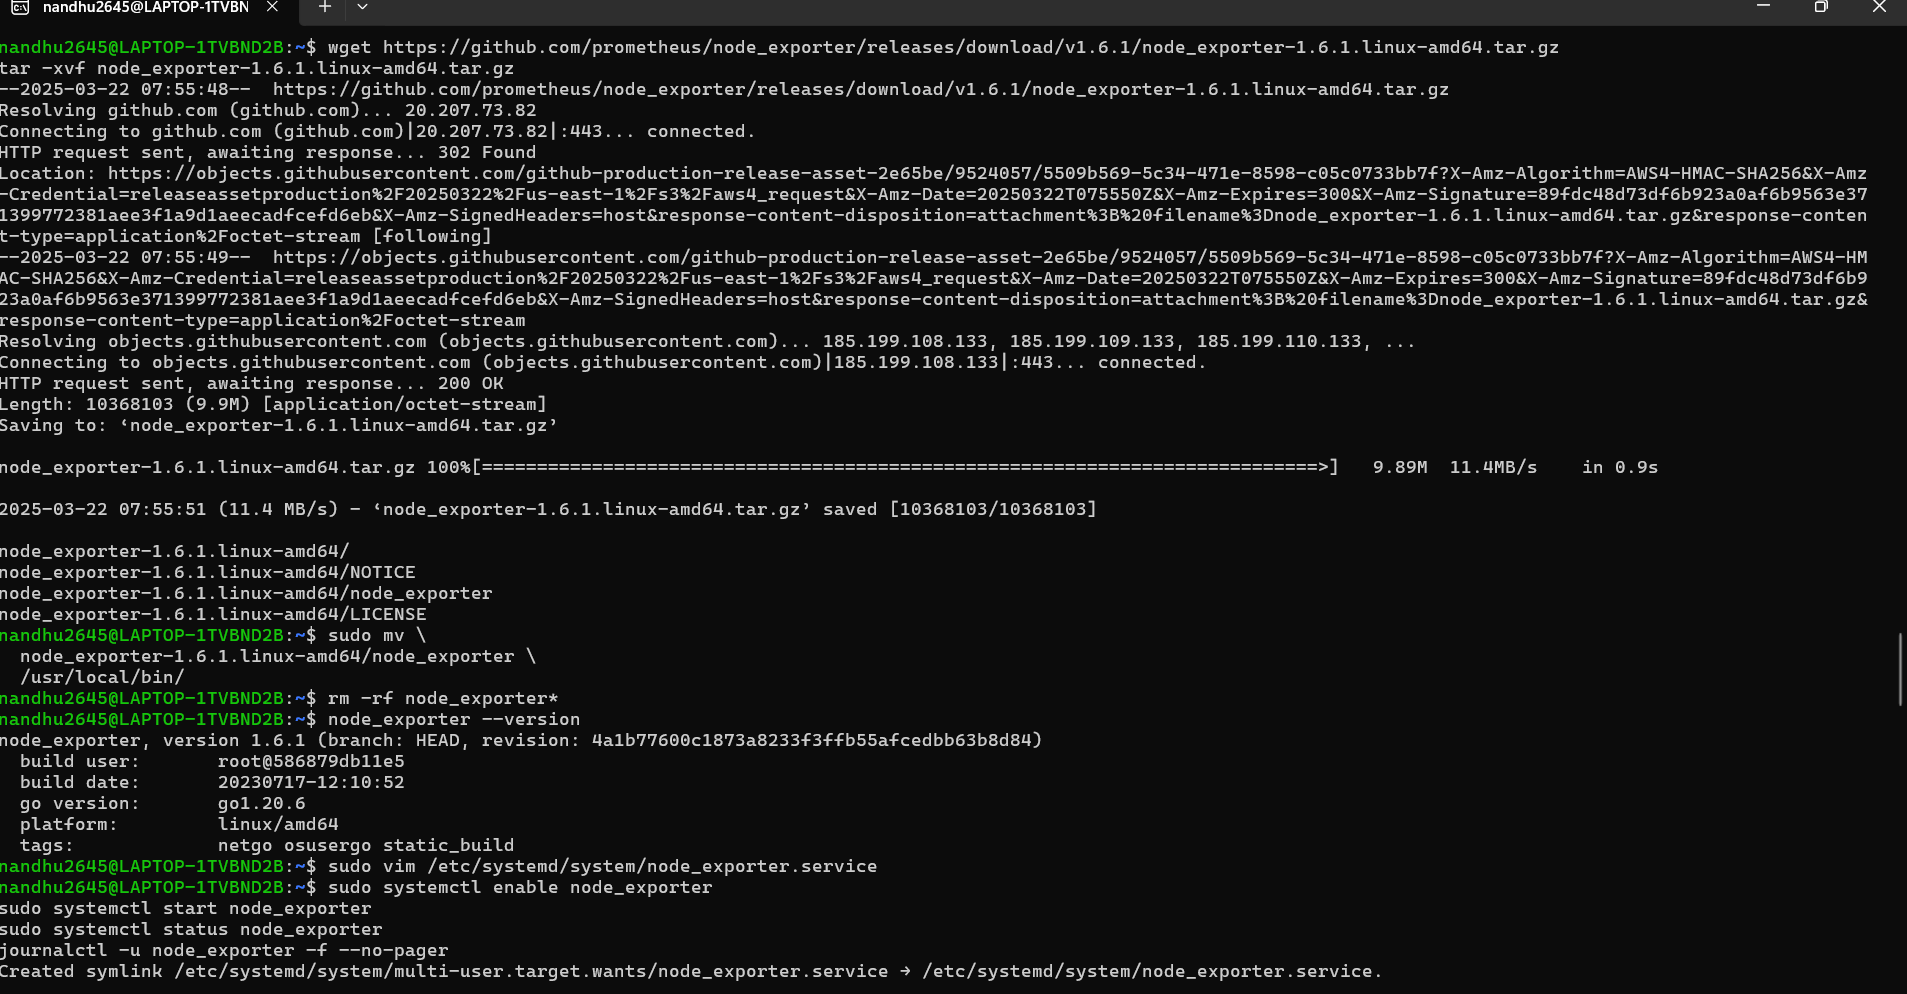 nandhu2645@LAPTOP-1TVBN
nandhu2645@LAPTOP-1TVBND2B:~$ wget https://github.com/prometheus/node_exporter/releases/download/v1.6.1/node_exporter-1.6.1.linux-amd64.tar.gz
tar -xvf node_exporter-1.6.1.linux-amd64.tar.gz
--2025-03-22 07:55:48--  https://github.com/prometheus/node_exporter/releases/download/v1.6.1/node_exporter-1.6.1.linux-amd64.tar.gz
Resolving github.com (github.com)... 20.207.73.82
Connecting to github.com (github.com)|20.207.73.82|:443... connected.
HTTP request sent, awaiting response... 302 Found
Location: https://objects.githubusercontent.com/github-production-release-asset-2e65be/9524057/5509b569-5c34-471e-8598-c05c0733bb7f?X-Amz-Algorithm=AWS4-HMAC-SHA256&X-Amz
-Credential=releaseassetproduction%2F20250322%2Fus-east-1%2Fs3%2Faws4_request&X-Amz-Date=20250322T075550Z&X-Amz-Expires=300&X-Amz-Signature=89fdc48d73df6b923a0af6b9563e37
1399772381aee3f1a9d1aeecadfcefd6eb&X-Amz-SignedHeaders=host&response-content-disposition=attachment%3B%20filename%3Dnode_exporter-1.6.1.linux-amd64.tar.gz&response-conten
t-type=application%2Foctet-stream [following]
--2025-03-22 07:55:49--  https://objects.githubusercontent.com/github-production-release-asset-2e65be/9524057/5509b569-5c34-471e-8598-c05c0733bb7f?X-Amz-Algorithm=AWS4-HM
AC-SHA256&X-Amz-Credential=releaseassetproduction%2F20250322%2Fus-east-1%2Fs3%2Faws4_request&X-Amz-Date=20250322T075550Z&X-Amz-Expires=300&X-Amz-Signature=89fdc48d73df6b9
23a0af6b9563e371399772381aee3f1a9d1aeecadfcefd6eb&X-Amz-SignedHeaders=host&response-content-disposition=attachment%3B%20filename%3Dnode_exporter-1.6.1.linux-amd64.tar.gz&
response-content-type=application%2Foctet-stream
Resolving objects.githubusercontent.com (objects.githubusercontent.com)... 185.199.108.133, 185.199.109.133, 185.199.110.133, ...
Connecting to objects.githubusercontent.com (objects.githubusercontent.com)|185.199.108.133|:443... connected.
HTTP request sent, awaiting response... 200 OK
Length: 10368103 (9.9M) [application/octet-stream]
Saving to: ‘node_exporter-1.6.1.linux-amd64.tar.gz’
node_exporter-1.6.1.linux-amd64.tar.gz 100%[============================================================================>]   9.89M  11.4MB/s    in 0.9s
2025-03-22 07:55:51 (11.4 MB/s) - ‘node_exporter-1.6.1.linux-amd64.tar.gz’ saved [10368103/10368103]
node_exporter-1.6.1.linux-amd64/
node_exporter-1.6.1.linux-amd64/NOTICE
node_exporter-1.6.1.linux-amd64/node_exporter
node_exporter-1.6.1.linux-amd64/LICENSE
nandhu2645@LAPTOP-1TVBND2B:~$ sudo mv \
  node_exporter-1.6.1.linux-amd64/node_exporter \
  /usr/local/bin/
nandhu2645@LAPTOP-1TVBND2B:~$ rm -rf node_exporter*
nandhu2645@LAPTOP-1TVBND2B:~$ node_exporter --version
node_exporter, version 1.6.1 (branch: HEAD, revision: 4a1b77600c1873a8233f3ffb55afcedbb63b8d84)
  build user:       root@586879db11e5
  build date:       20230717-12:10:52
  go version:       go1.20.6
  platform:         linux/amd64
  tags:             netgo osusergo static_build
nandhu2645@LAPTOP-1TVBND2B:~$ sudo vim /etc/systemd/system/node_exporter.service
nandhu2645@LAPTOP-1TVBND2B:~$ sudo systemctl enable node_exporter
sudo systemctl start node_exporter
sudo systemctl status node_exporter
journalctl -u node_exporter -f --no-pager
Created symlink /etc/systemd/system/multi-user.target.wants/node_exporter.service → /etc/systemd/system/node_exporter.service.